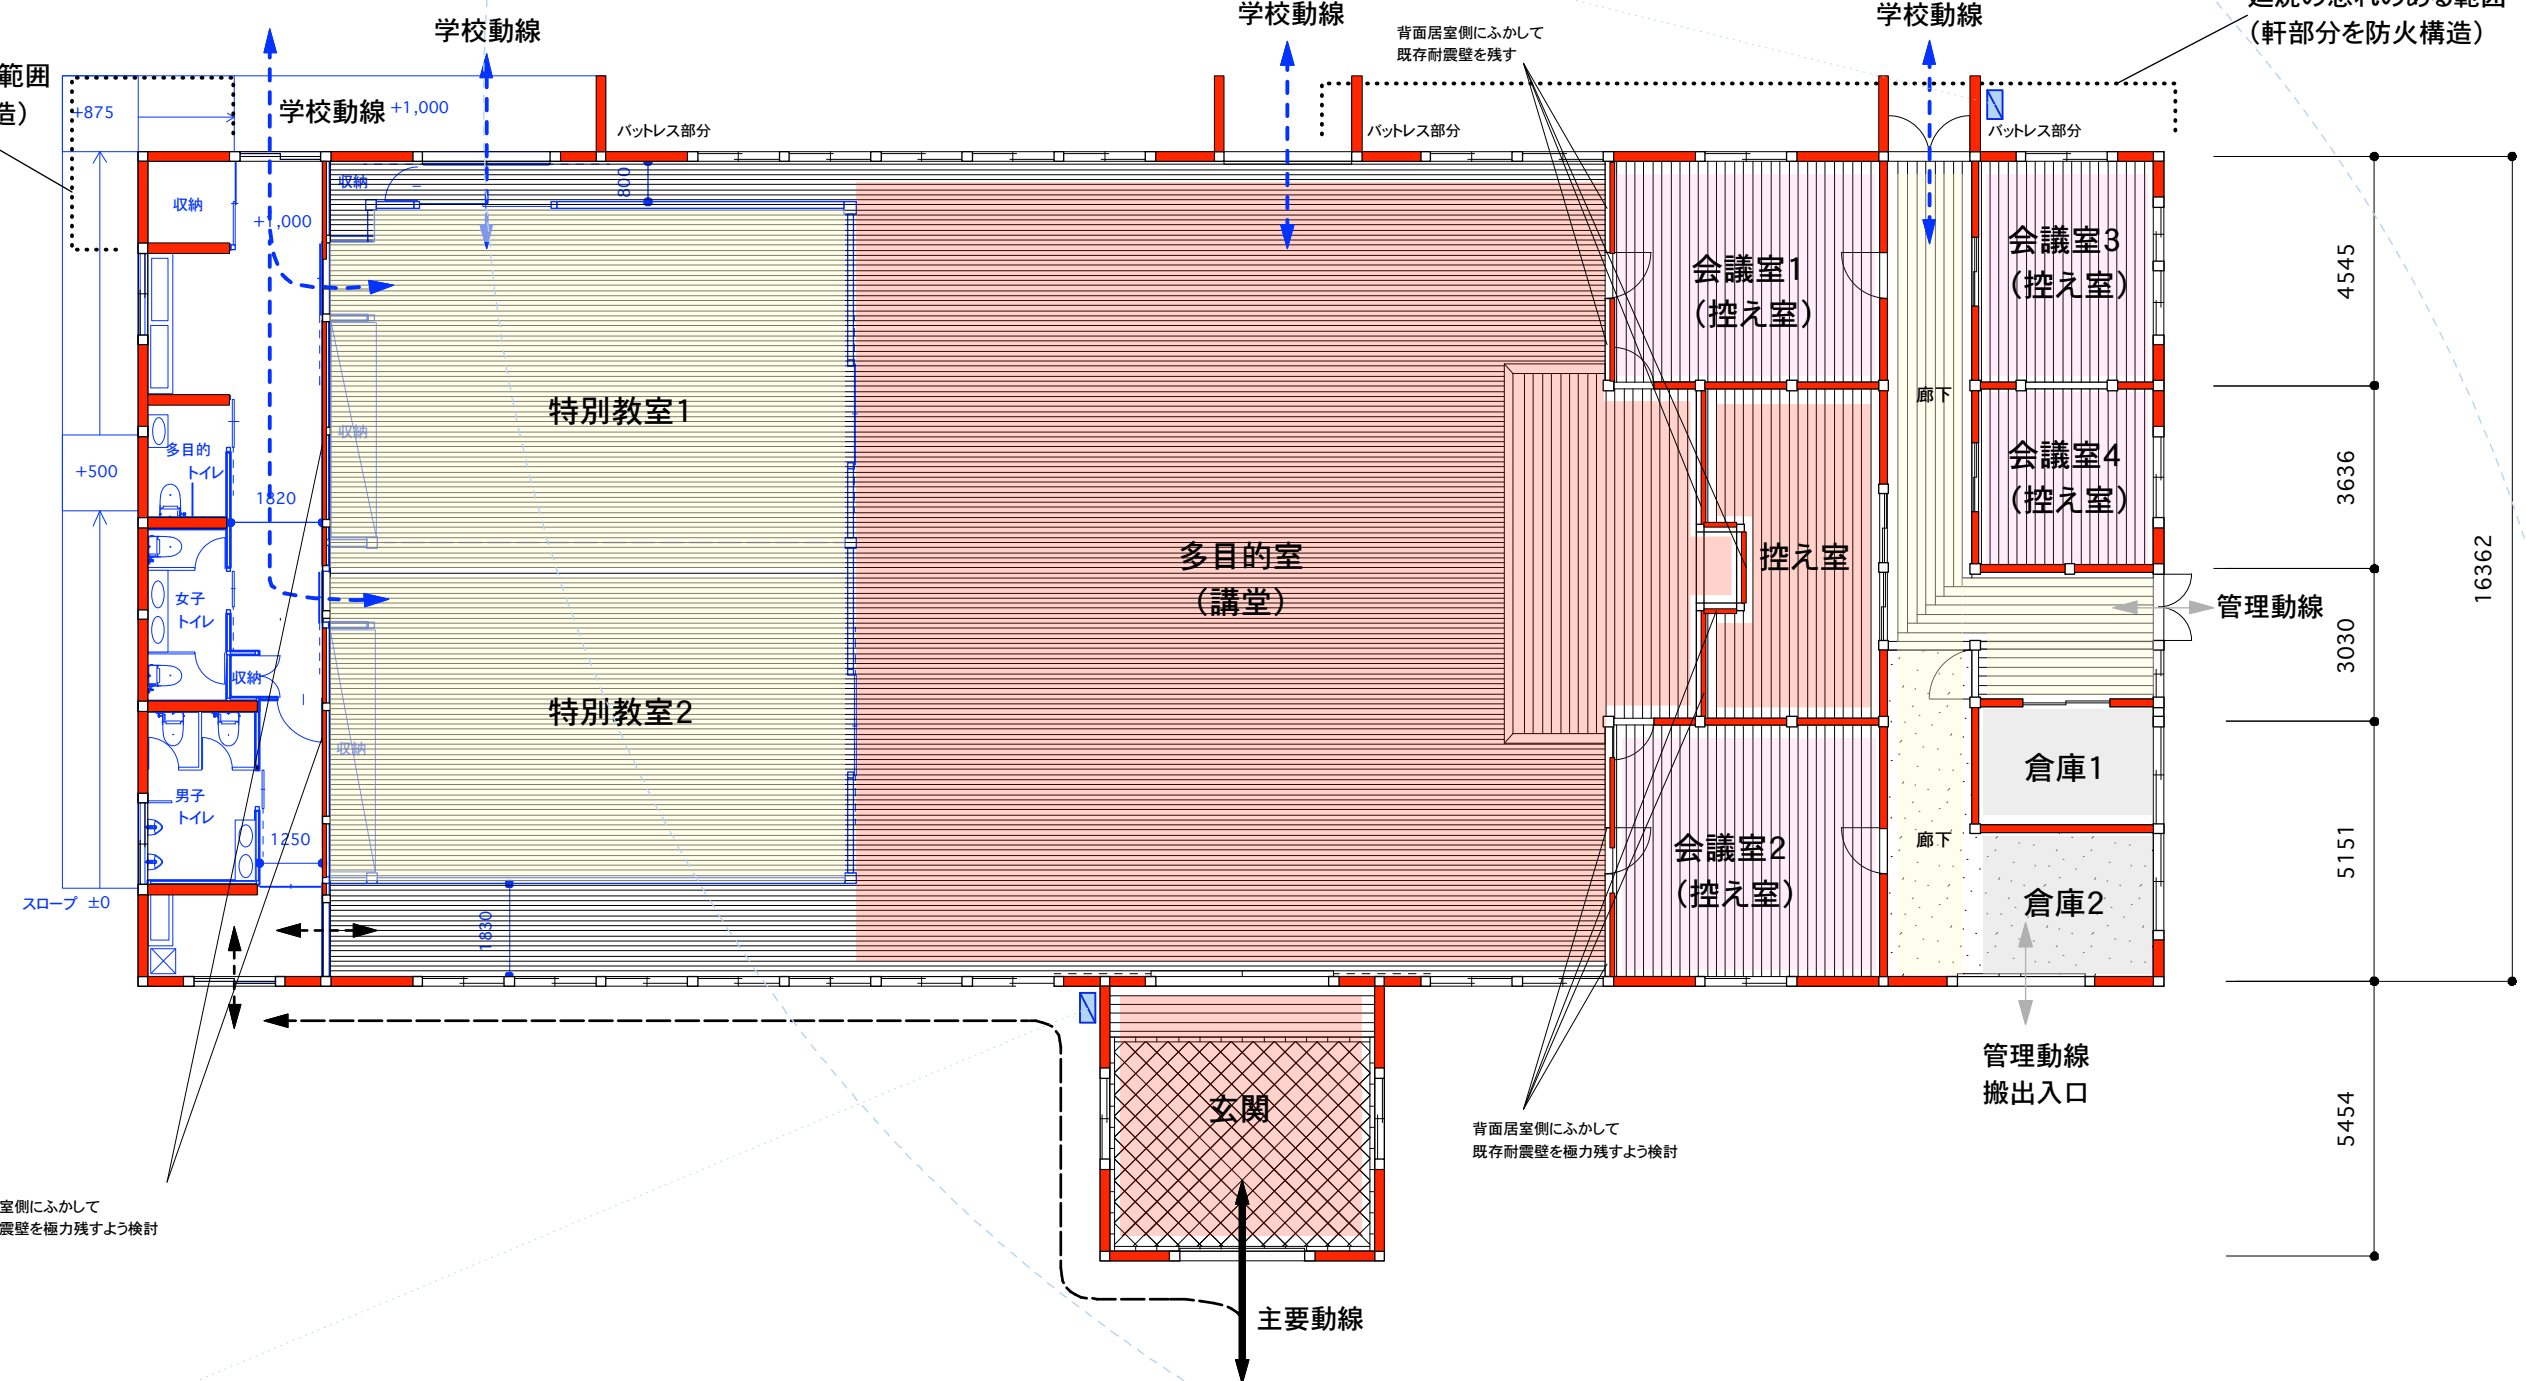 学校動線
学校動線
学校動線
延焼の恐れのある範囲
(軒部分を防火構造)
背面居室側にふかして
既存耐震壁を残す
範囲
造)
+875
学校動線
+1,000
バットレス部分
バットレス部分
バットレス部分
収納
収納
800
+1,000
会議室1
(控え室)
会議室3
(控え室)
4545
廊下
特別教室1
収納
多目的
トイレ
+500
1820
会議室4
(控え室)
3636
多目的室
(講堂)
控え室
16362
管理動線
女子
トイレ
3030
収納
特別教室2
収納
倉庫1
男子
トイレ
1250
会議室2
(控え室)
廊下
5151
倉庫2
スロープ ±0
1830
管理動線
搬出入口
玄関
5454
背面居室側にふかして
既存耐震壁を極力残すよう検討
室側にふかして
震壁を極力残すよう検討
主要動線